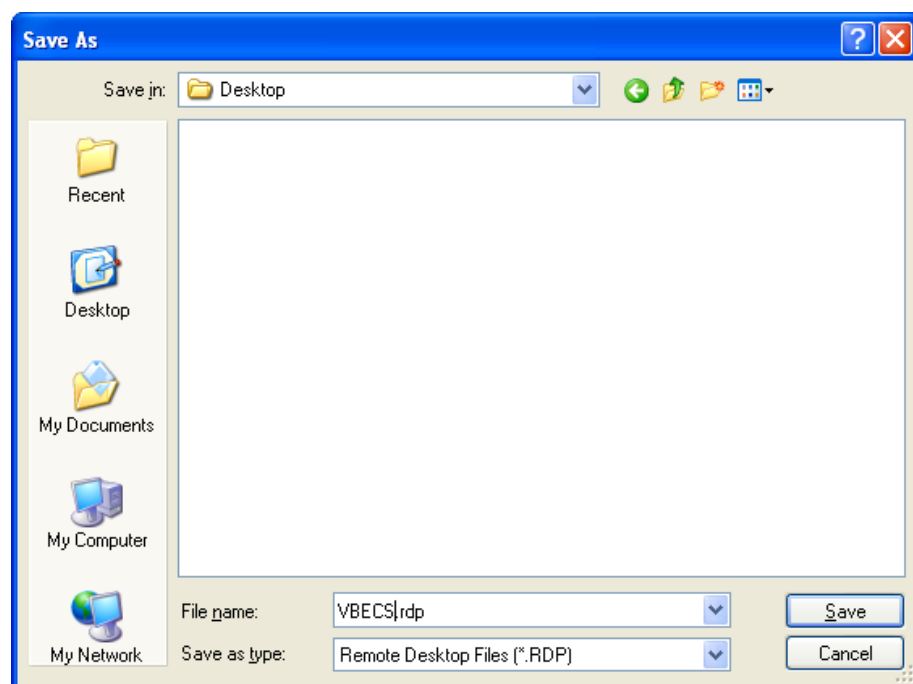 Save As
Save in:
Desktop
Recent
Desktop
My Documents
My Computer
My Network
File name:
VBECS.rdp
Save
Save as type:
Remote Desktop Files (*.RDP)
Cancel